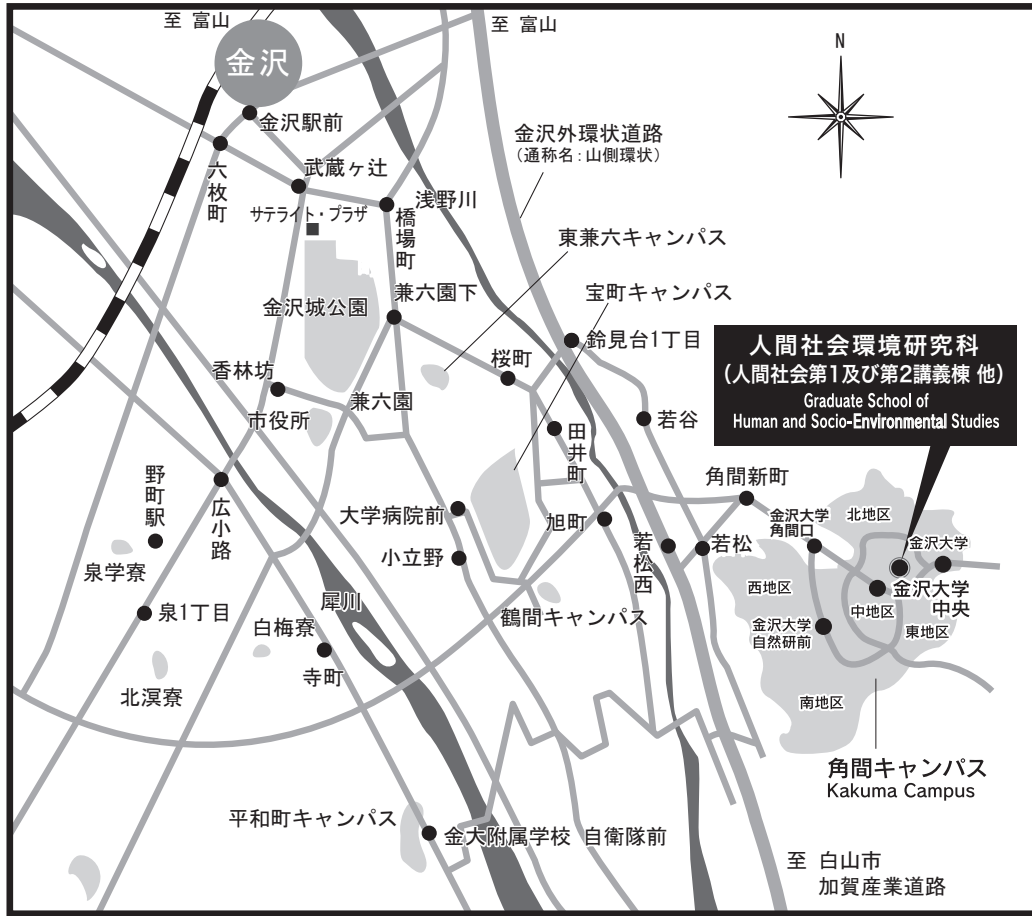 至 富山
至 富山
金沢
N
金沢駅前
金沢外環状道路
（通称名：山側環状）
六枚町
武蔵ヶ辻
浅野川
サテライト・プラザ
橋場町
東兼六キャンパス
金沢城公園
兼六園下
宝町キャンパス
鈴見台1丁目
人間社会環境研究科
（人間社会第1及び第2講義棟 他）
Graduate School of
Human and Socio-Environmental Studies
香林坊
桜町
兼六園
市役所
若谷
田井町
野町駅
広小路
角間新町
大学病院前
旭町
金沢大学
角間口
北地区
小立野
若松西
若松
金沢大学
泉学寮
西地区
金沢大学
中央
中地区
泉1丁目
犀川
鶴間キャンパス
白梅寮
金沢大学
自然研前
東地区
寺町
北溟寮
南地区
角間キャンパス
Kakuma Campus
平和町キャンパス
金大附属学校 自衛隊前
至 白山市
加賀産業道路